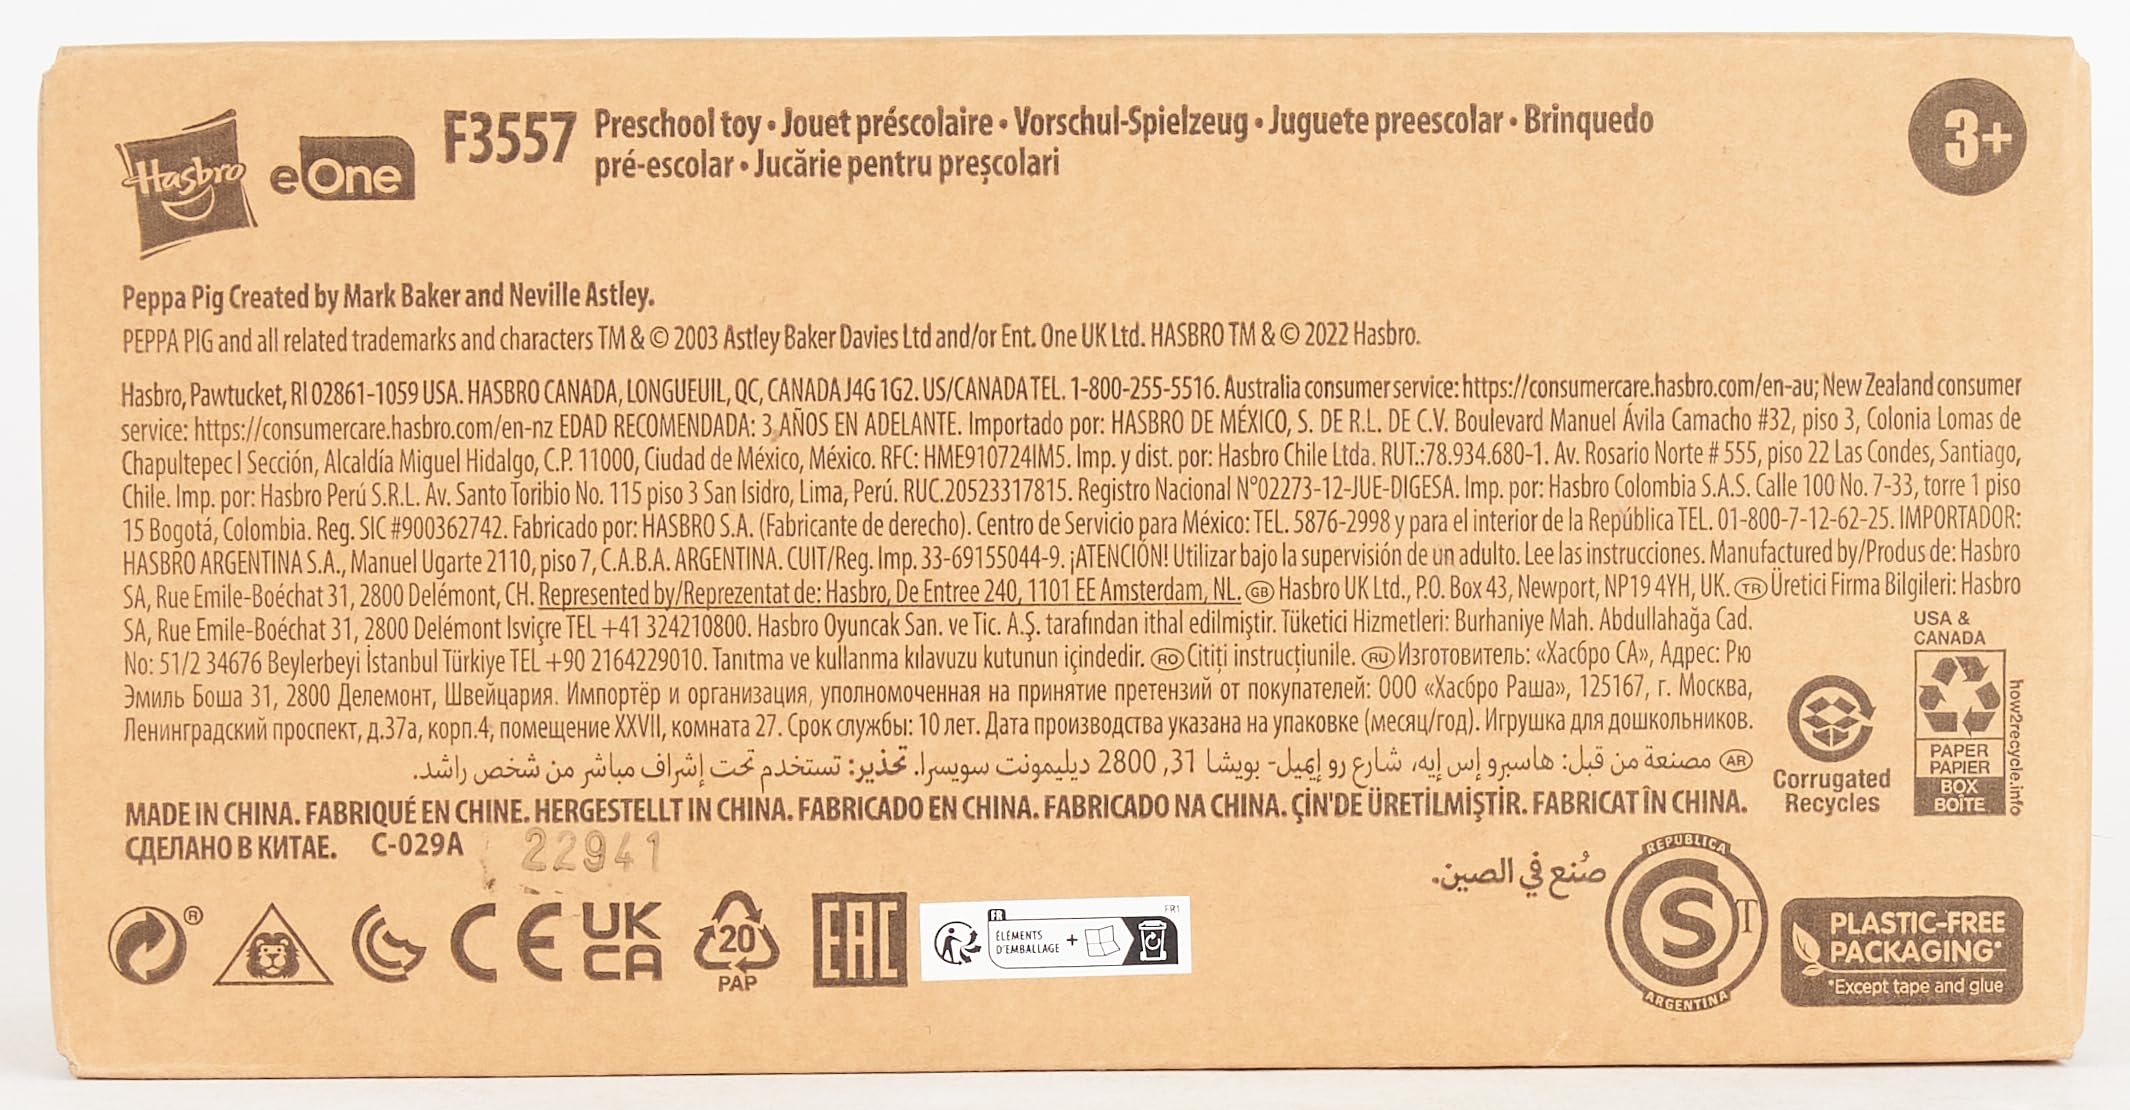 Hasbro
eOne
F3557
Preschool toy • Jouet préscolaire • Vorschul-Spielzeug • Juguete preescolar • Brinquedo
pré-escolar • Jucărie pentru preșcolari
3+
Peppa Pig Created by Mark Baker and Neville Astley.
PEPPA PIG and all related trademarks and characters TM & © 2003 Astley Baker Davies Ltd and/or Ent. One UK Ltd. HASBRO TM & © 2022 Hasbro.
Hasbro, Pawtucket, RI 02861-1059 USA. HASBRO CANADA, LONGUEUIL, QC, CANADA J4G 1G2. US/CANADA TEL. 1-800-255-5516. Australia consumer service: https://consumercare.hasbro.com/en-au; New Zealand consumer
service: https://consumercare.hasbro.com/en-nz EDAD RECOMENDADA: 3 AÑOS EN ADELANTE. Importado por: HASBRO DE MÉXICO, S. DE R.L. DE C.V. Boulevard Manuel Ávila Camacho #32, piso 3, Colonia Lomas de
Chapultepec I Sección, Alcaldía Miguel Hidalgo, C.P. 11000, Ciudad de México, México. RFC: HME910724IM5. Imp. y dist. por: Hasbro Chile Ltda. RUT.:78.934.680-1. Av. Rosario Norte # 555, piso 22 Las Condes, Santiago,
Chile. Imp. por: Hasbro Perú S.R.L. Av. Santo Toribio No. 115 piso 3 San Isidro, Lima, Perú. RUC.20523317815. Registro Nacional N°02273-12-JUE-DIGESA. Imp. por: Hasbro Colombia S.A.S. Calle 100 No. 7-33, torre 1 piso
15 Bogotá, Colombia. Reg. SIC #900362742. Fabricado por: HASBRO S.A. (Fabricante de derecho). Centro de Servicio para México: TEL. 5876-2998 y para el interior de la República TEL. 01-800-7-12-62-25. IMPORTADOR:
HASBRO ARGENTINA S.A., Manuel Ugarte 2110, piso 7, C.A.B.A. ARGENTINA. CUIT/Reg. Imp. 33-69155044-9. ¡ATENCIÓN! Utilizar bajo la supervisión de un adulto. Lee las instrucciones. Manufactured by/Produs de: Hasbro
SA, Rue Emile-Boéchat 31, 2800 Delémont, CH. Represented by/Reprezentat de: Hasbro, De Entree 240, 1101 EE Amsterdam, NL. GB Hasbro UK Ltd., P.O. Box 43, Newport, NP19 4YH, UK. TR Üretici Firma Bilgileri: Hasbro
SA, Rue Emile-Boéchat 31, 2800 Delémont Isviçre TEL +41 324210800. Hasbro Oyuncak San. ve Tic. A.Ş. tarafından ithal edilmiştir. Tüketici Hizmetleri: Burhaniye Mah. Abdullahağa Cad.
No: 51/2 34676 Beylerbeyi İstanbul Türkiye TEL +90 2164229010. Tanıtma ve kullanma kılavuzu kutunun içindedir. RO Citiți instrucțiunile. RU Изготовитель: «Хасбро СА», Адрес: Рю
Эмиль Боша 31, 2800 Делемонт, Швейцария. Импортёр и организация, уполномоченная на принятие претензий от покупателей: ООО «Хасбро Раша», 125167, г. Москва,
Ленинградский проспект, д.37а, корп.4, помещение XXVII, комната 27. Срок службы: 10 лет. Дата производства указана на упаковке (месяц/год). Игрушка для дошкольников.
AR مصنعة من قبل: هاسبرو إس إيه، شارع رو إميل- بويشا 31, 2800 ديليمونت سويسرا. تحذير: تستخدم تحت إشراف مباشر من شخص راشد.
MADE IN CHINA. FABRIQUÉ EN CHINE. HERGESTELLT IN CHINA. FABRICADO EN CHINA. FABRICADO NA CHINA. ÇİN'DE ÜRETİLMİŞTİR. FABRICAT ÎN CHINA.
СДЕЛАНО В КИТАЕ. C-029A
22941
صُنع في الصين.
USA &
CANADA
PAPER
PAPIER
BOX
BOÎTE
how2recycle.info
Corrugated
Recycles
®
CE
UK
CA
20
PAP
EAC
FR
ÉLÉMENTS
D'EMBALLAGE
+
FR1
REPUBLICA
S
T
ARGENTINA
PLASTIC-FREE
PACKAGING*
*Except tape and glue